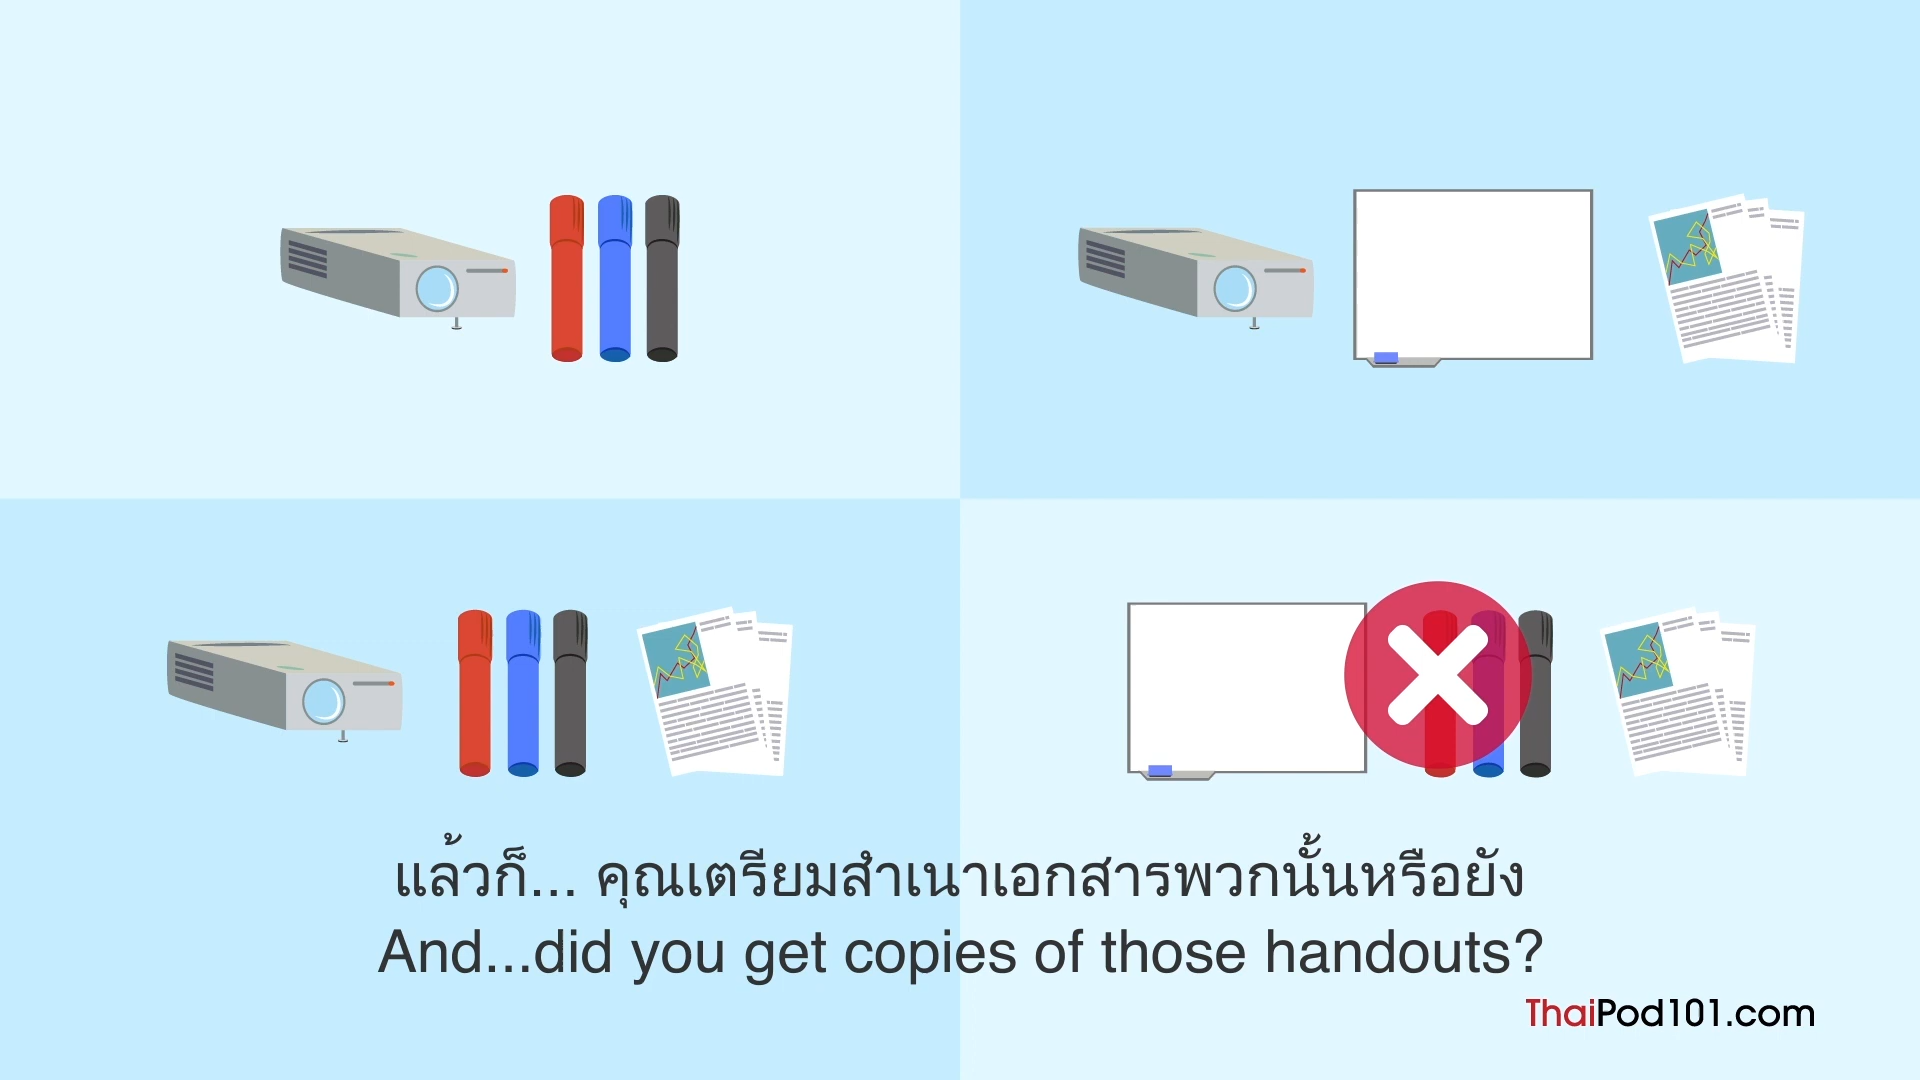 แล้วก็... คุณเตรียมสำเนาเอกสารพวกนั้นหรือยัง
And...did you get copies of those handouts?
ThaiPod101.com